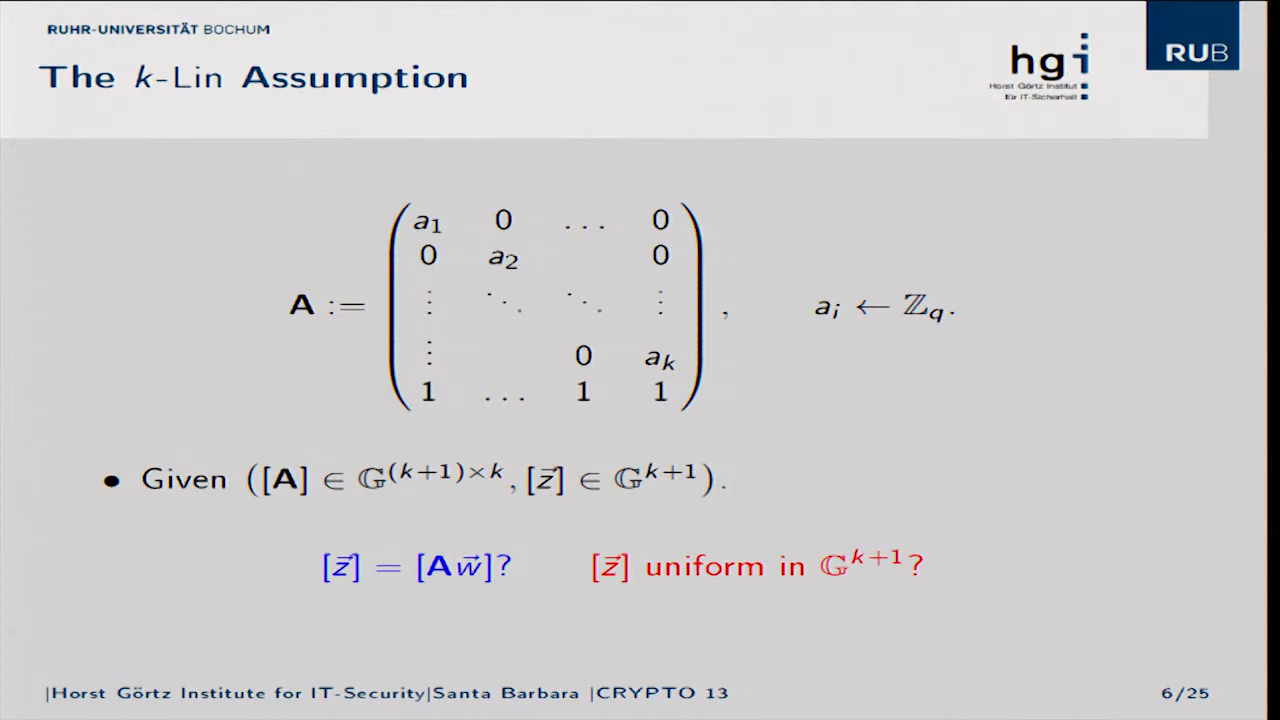 RUHR-UNIVERSITÄT BOCHUM
The k-Lin Assumption
hgi
Horst Görtz Institut
für IT-Sicherheit
RUB
a₁ 0 ... 0
0 a₂ 0
⋮ ⋱ ⋱ ⋮
A := , aᵢ ← ℤ_q.
⋮ 0 aₖ
1 ... 1 1
• Given ([A] ∈ 𝔾^{(k+1)×k}, [z⃗] ∈ 𝔾^{k+1}).
[z⃗] = [Aw⃗]? [z⃗] uniform in 𝔾^{k+1}?
|Horst Görtz Institute for IT-Security|Santa Barbara |CRYPTO 13 6/25